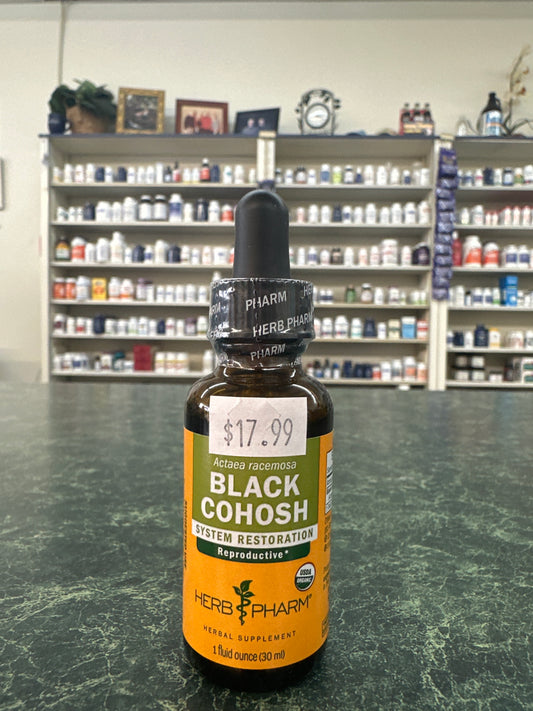 PHARM
HERB PHARM
PHARM
$17.99
Actaea racemosa
BLACK
COHOSH
SYSTEM RESTORATION
Reproductive*
USDA
ORGANIC
HERB PHARM®
HERBAL SUPPLEMENT
1 fluid ounce (30 ml)